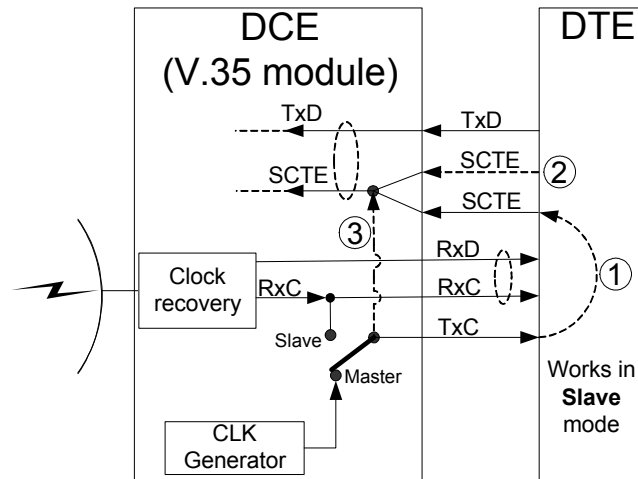 DCE
(V.35 module)
DTE
TxD
TxD
SCTE
2
SCTE
SCTE
3
RxD
1
Clock
recovery
RxC
RxC
Slave
TxC
Master
Works in
Slave
mode
CLK
Generator